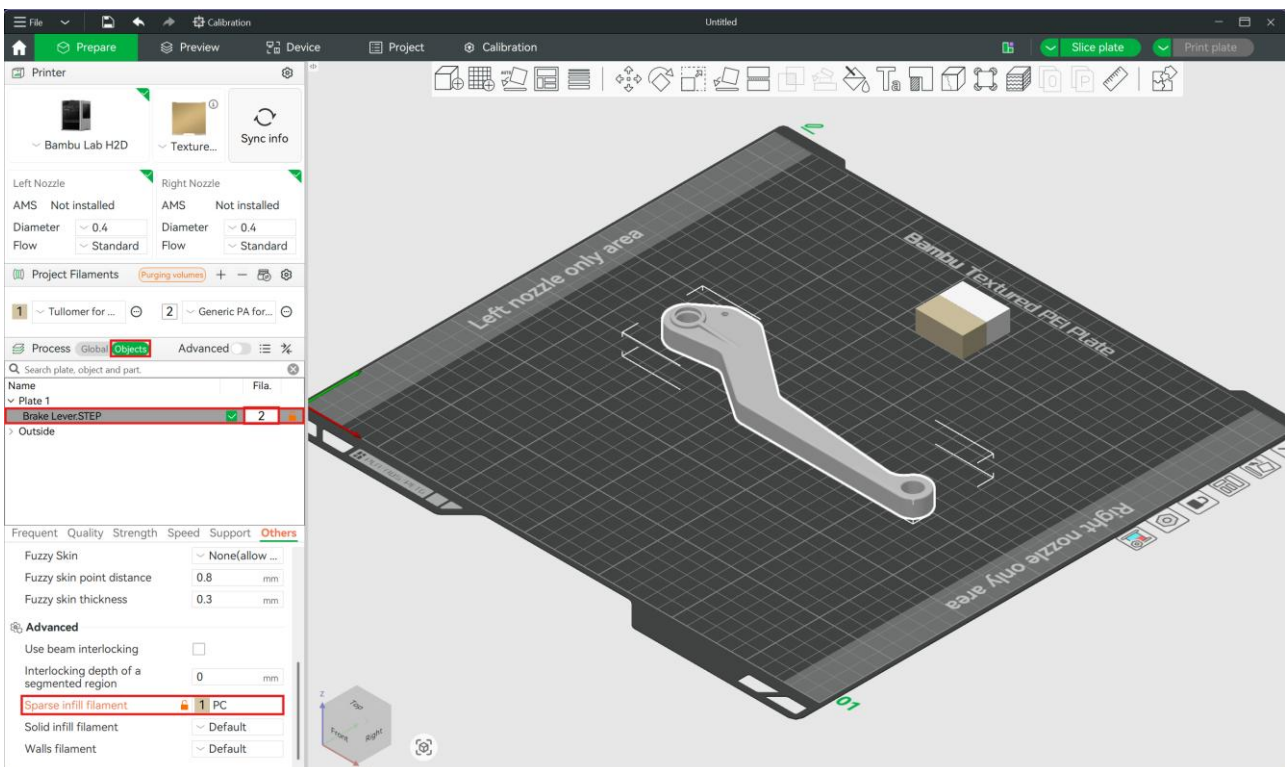 File Calibration Untitled
Prepare Preview Device Project Calibration Slice plate Print plate
Printer
Bambu Lab H2D Texture... Sync info
Left Nozzle Right Nozzle
AMS Not installed AMS Not installed
Diameter 0.4 Diameter 0.4
Flow Standard Flow Standard
Project Filaments Purging volumes + −
1 Tullomer for ... 2 Generic PA for...
Process Global Objects Advanced
Search plate, object and part.
Name Fila.
Plate 1
Brake Lever.STEP 2
Outside
Frequent Quality Strength Speed Support Others
Fuzzy Skin None(allow ...
Fuzzy skin point distance 0.8 mm
Fuzzy skin thickness 0.3 mm
Advanced
Use beam interlocking
Interlocking depth of a
segmented region 0 mm
Sparse infill filament 1 PC
Solid infill filament Default
Walls filament Default
Left nozzle only area
Bambu Textured PEI Plate
Right nozzle only area
01
z
Top
Front Right